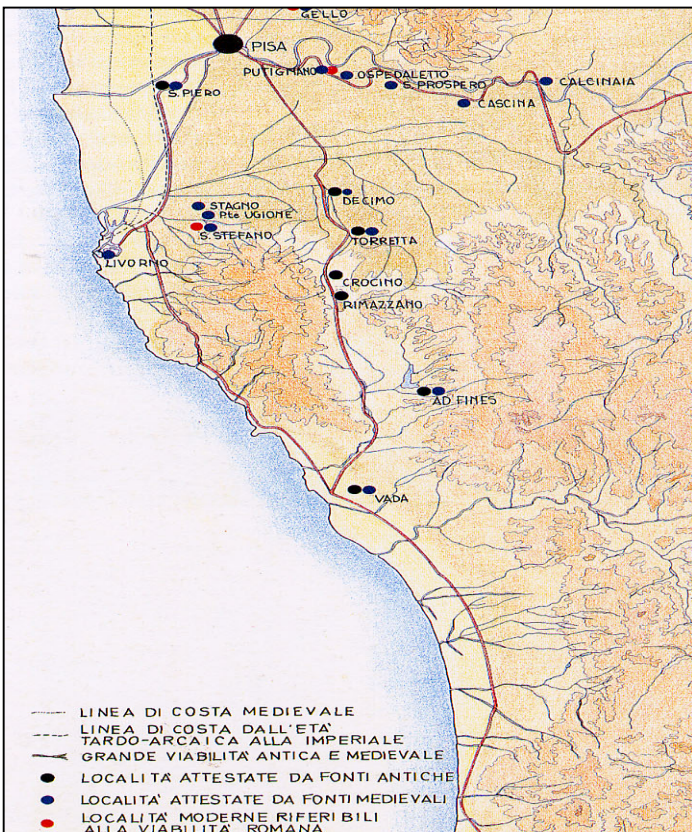 GELLO
PISA
PUTIGNANO
OSPEDALETTO
S. PROSPERO
CALCINAIA
S. PIERO
CASCINA
DECIMO
STAGNO
P.te UGIONE
S. STEFANO
TORRETTA
LIVORNO
CROCINO
RIMAZZANO
AD FINES
VADA
LINEA DI COSTA MEDIEVALE
LINEA DI COSTA DALL'ETÀ
TARDO-ARCAICA ALLA IMPERIALE
GRANDE VIABILITÀ ANTICA E MEDIEVALE
LOCALITÀ ATTESTATE DA FONTI ANTICHE
LOCALITÀ ATTESTATE DA FONTI MEDIEVALI
LOCALITÀ MODERNE RIFERIBILI
ALLA VIABILITÀ ROMANA